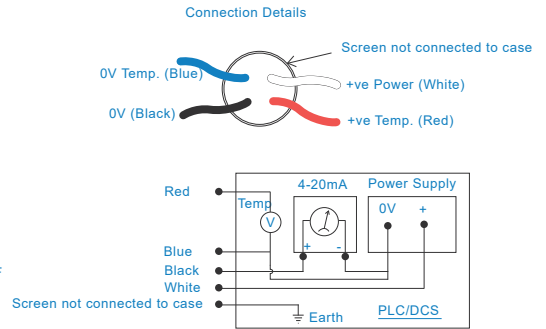 Connection Details
Screen not connected to case
0V Temp. (Blue)
+ve Power (White)
0V (Black)
+ve Temp. (Red)
4-20mA
Power Supply
Red
Temp
0V
+
V
+
-
Blue
Black
White
Screen not connected to case
Earth
PLC/DCS